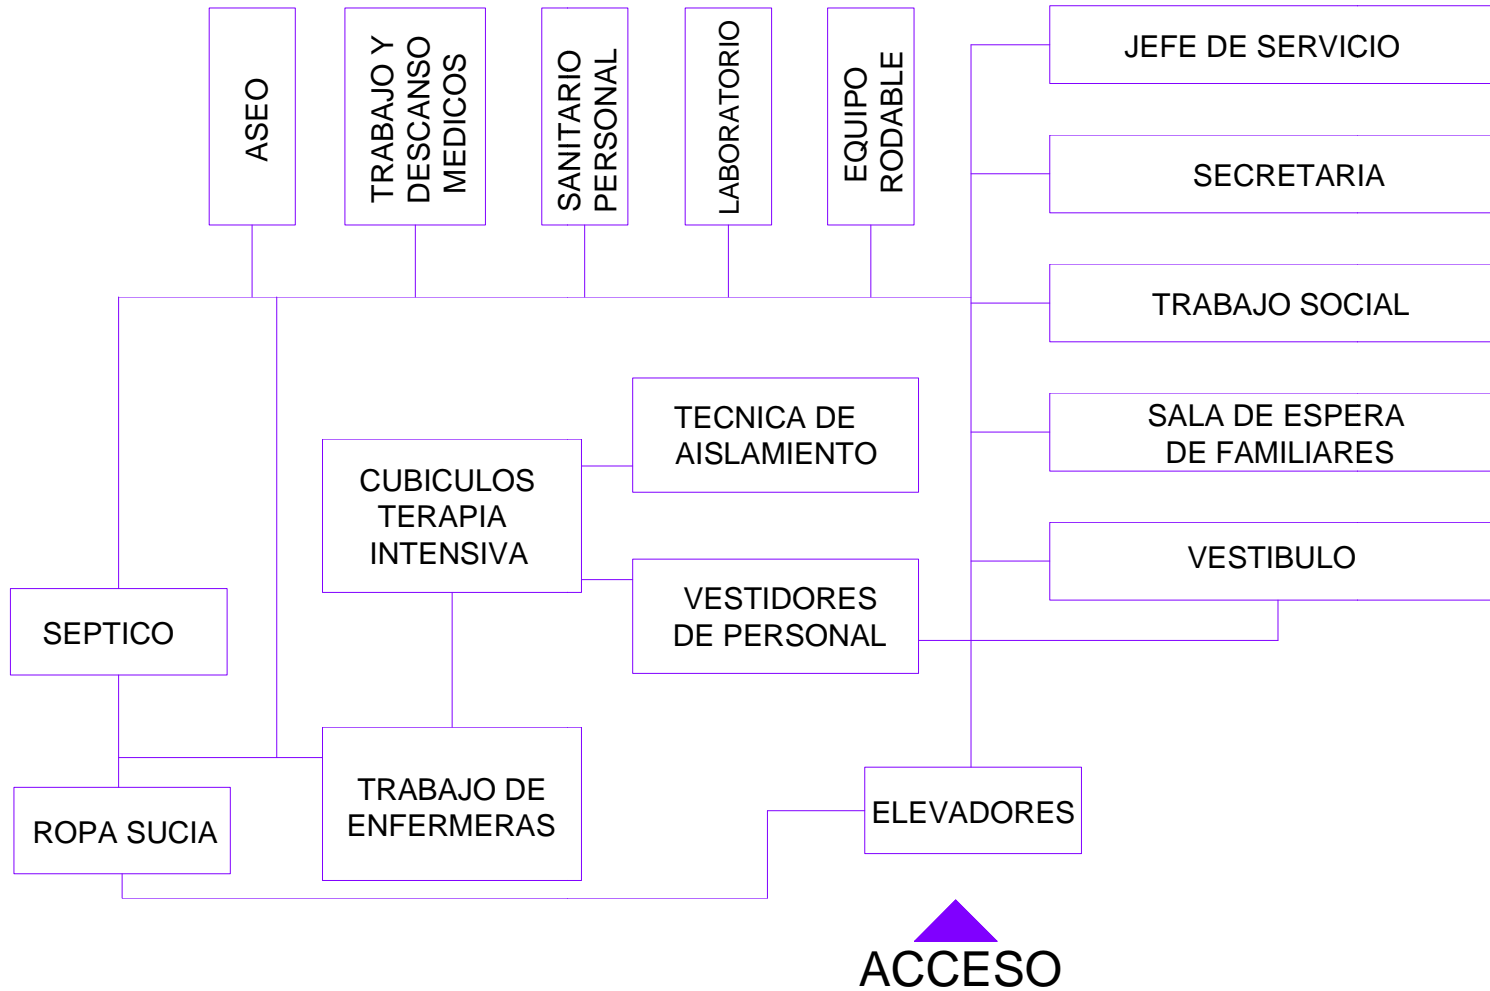 ASEO
TRABAJO Y
DESCANSO
MEDICOS
SANITARIO
PERSONAL
LABORATORIO
EQUIPO
RODABLE
JEFE DE SERVICIO
SECRETARIA
TRABAJO SOCIAL
SALA DE ESPERA
DE FAMILIARES
VESTIBULO
TECNICA DE
AISLAMIENTO
CUBICULOS
TERAPIA
INTENSIVA
VESTIDORES
DE PERSONAL
SEPTICO
TRABAJO DE
ENFERMERAS
ROPA SUCIA
ELEVADORES
ACCESO